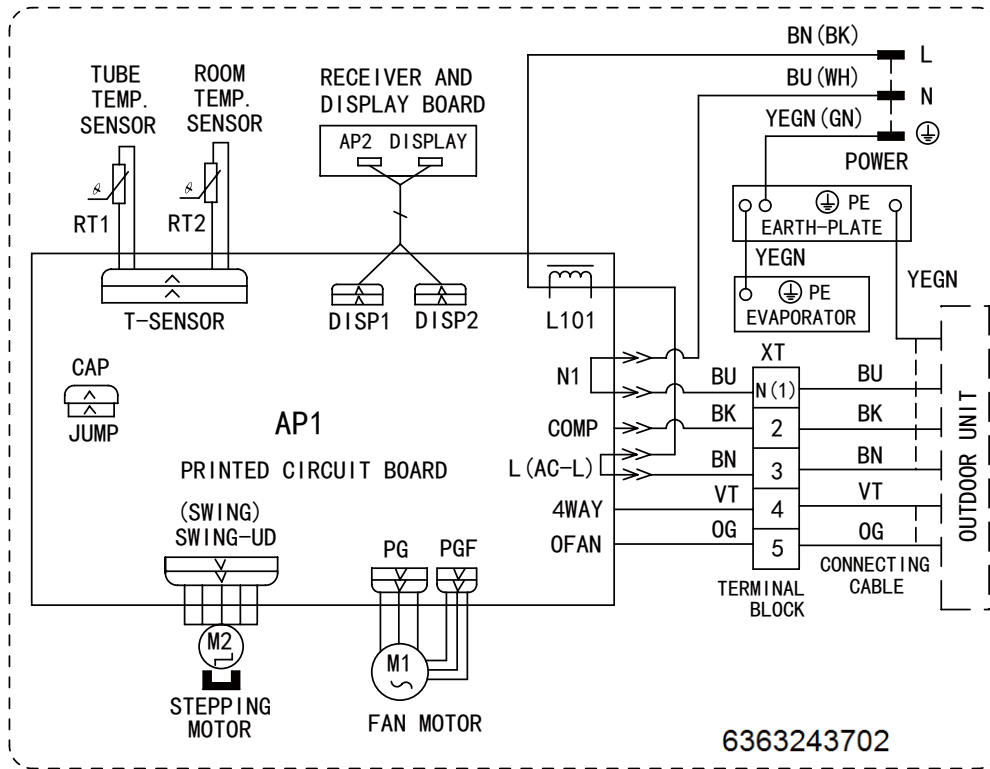 BN(BK)
L
BU(WH)
N
YEGN(GN)
POWER
TUBE
TEMP.
SENSOR
ROOM
TEMP.
SENSOR
RECEIVER AND
DISPLAY BOARD
AP2 DISPLAY
RT1
RT2
PE
EARTH-PLATE
YEGN
YEGN
PE
EVAPORATOR
T-SENSOR
DISP1
DISP2
L101
XT
N1
BU
N(1)
BU
CAP
JUMP
AP1
PRINTED CIRCUIT BOARD
COMP
BK
2
BK
L(AC-L)
BN
3
BN
4WAY
VT
4
VT
OFAN
OG
5
OG
OUTDOOR UNIT
(SWING)
SWING-UD
PG
PGF
TERMINAL
BLOCK
CONNECTING
CABLE
M2
STEPPING
MOTOR
M1
FAN MOTOR
6363243702